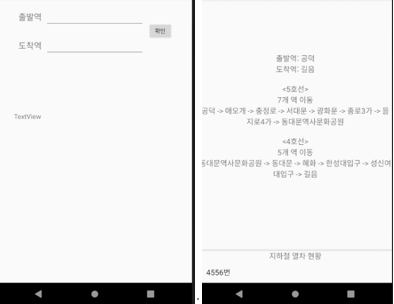 출발역
확인
도착역
TextView
출발역: 공덕
도착역: 길음
<5호선>
7개 역 이동
공덕 -> 애오개 -> 충정로 -> 서대문 -> 광화문 -> 종로3가 -> 을
지로4가 -> 동대문역사문화공원
<4호선>
5개 역 이동
동대문역사문화공원 -> 동대문 -> 혜화 -> 한성대입구 -> 성신여
대입구 -> 길음
지하철 열차 현황
4556번